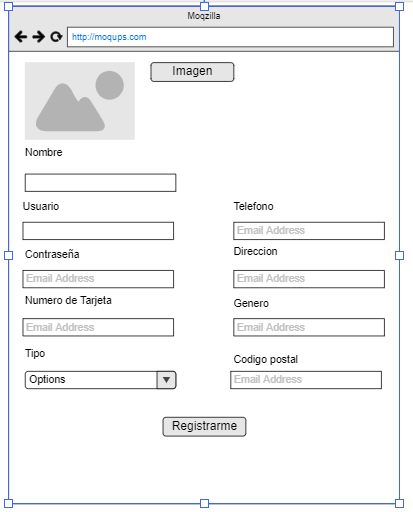 Moqzilla
http://moqups.com
Imagen
Nombre
Usuario
Telefono
Email Address
Contraseña
Direccion
Email Address
Email Address
Numero de Tarjeta
Genero
Email Address
Email Address
Tipo
Codigo postal
Options
Email Address
Registrarme